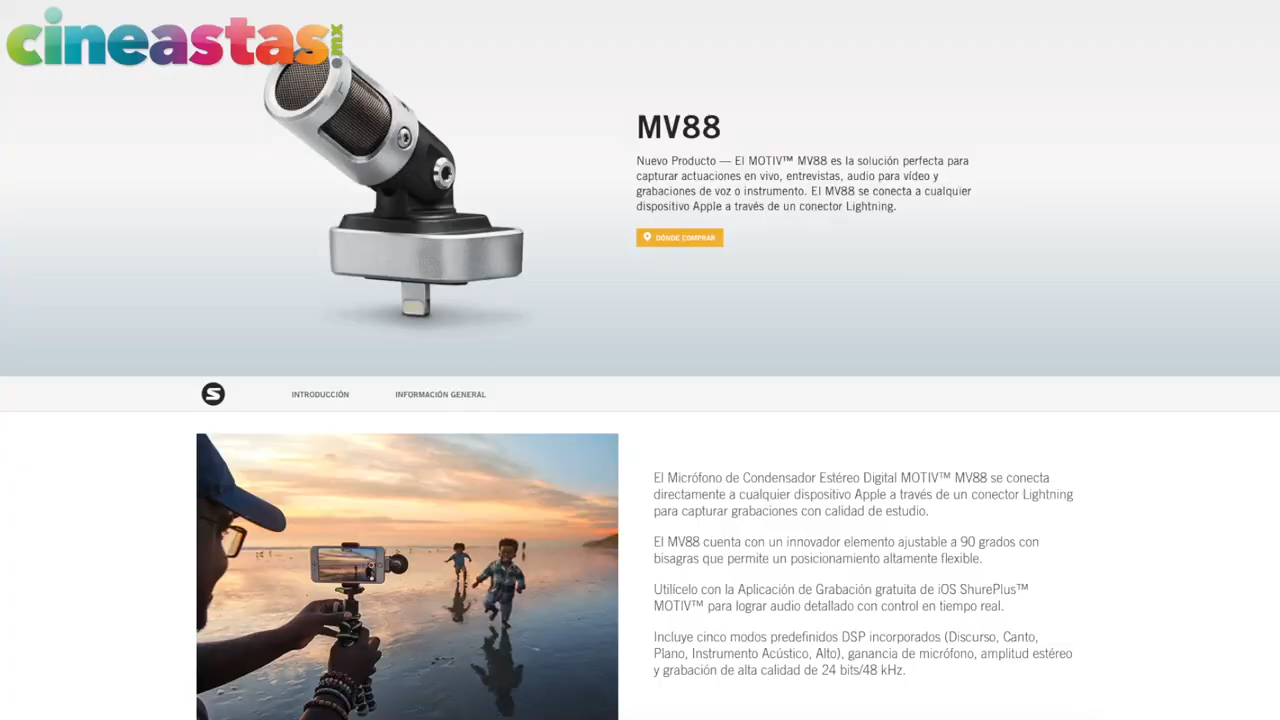 cineastas.mx
MV88
Nuevo Producto — El MOTIV™ MV88 es la solución perfecta para
capturar actuaciones en vivo, entrevistas, audio para vídeo y
grabaciones de voz o instrumento. El MV88 se conecta a cualquier
dispositivo Apple a través de un conector Lightning.
DÓNDE COMPRAR
INTRODUCCIÓN
INFORMACIÓN GENERAL
El Micrófono de Condensador Estéreo Digital MOTIV™ MV88 se conecta
directamente a cualquier dispositivo Apple a través de un conector Lightning
para capturar grabaciones con calidad de estudio.
El MV88 cuenta con un innovador elemento ajustable a 90 grados con
bisagras que permite un posicionamiento altamente flexible.
Utilícelo con la Aplicación de Grabación gratuita de iOS ShurePlus™
MOTIV™ para lograr audio detallado con control en tiempo real.
Incluye cinco modos predefinidos DSP incorporados (Discurso, Canto,
Plano, Instrumento Acústico, Alto), ganancia de micrófono, amplitud estéreo
y grabación de alta calidad de 24 bits/48 kHz.